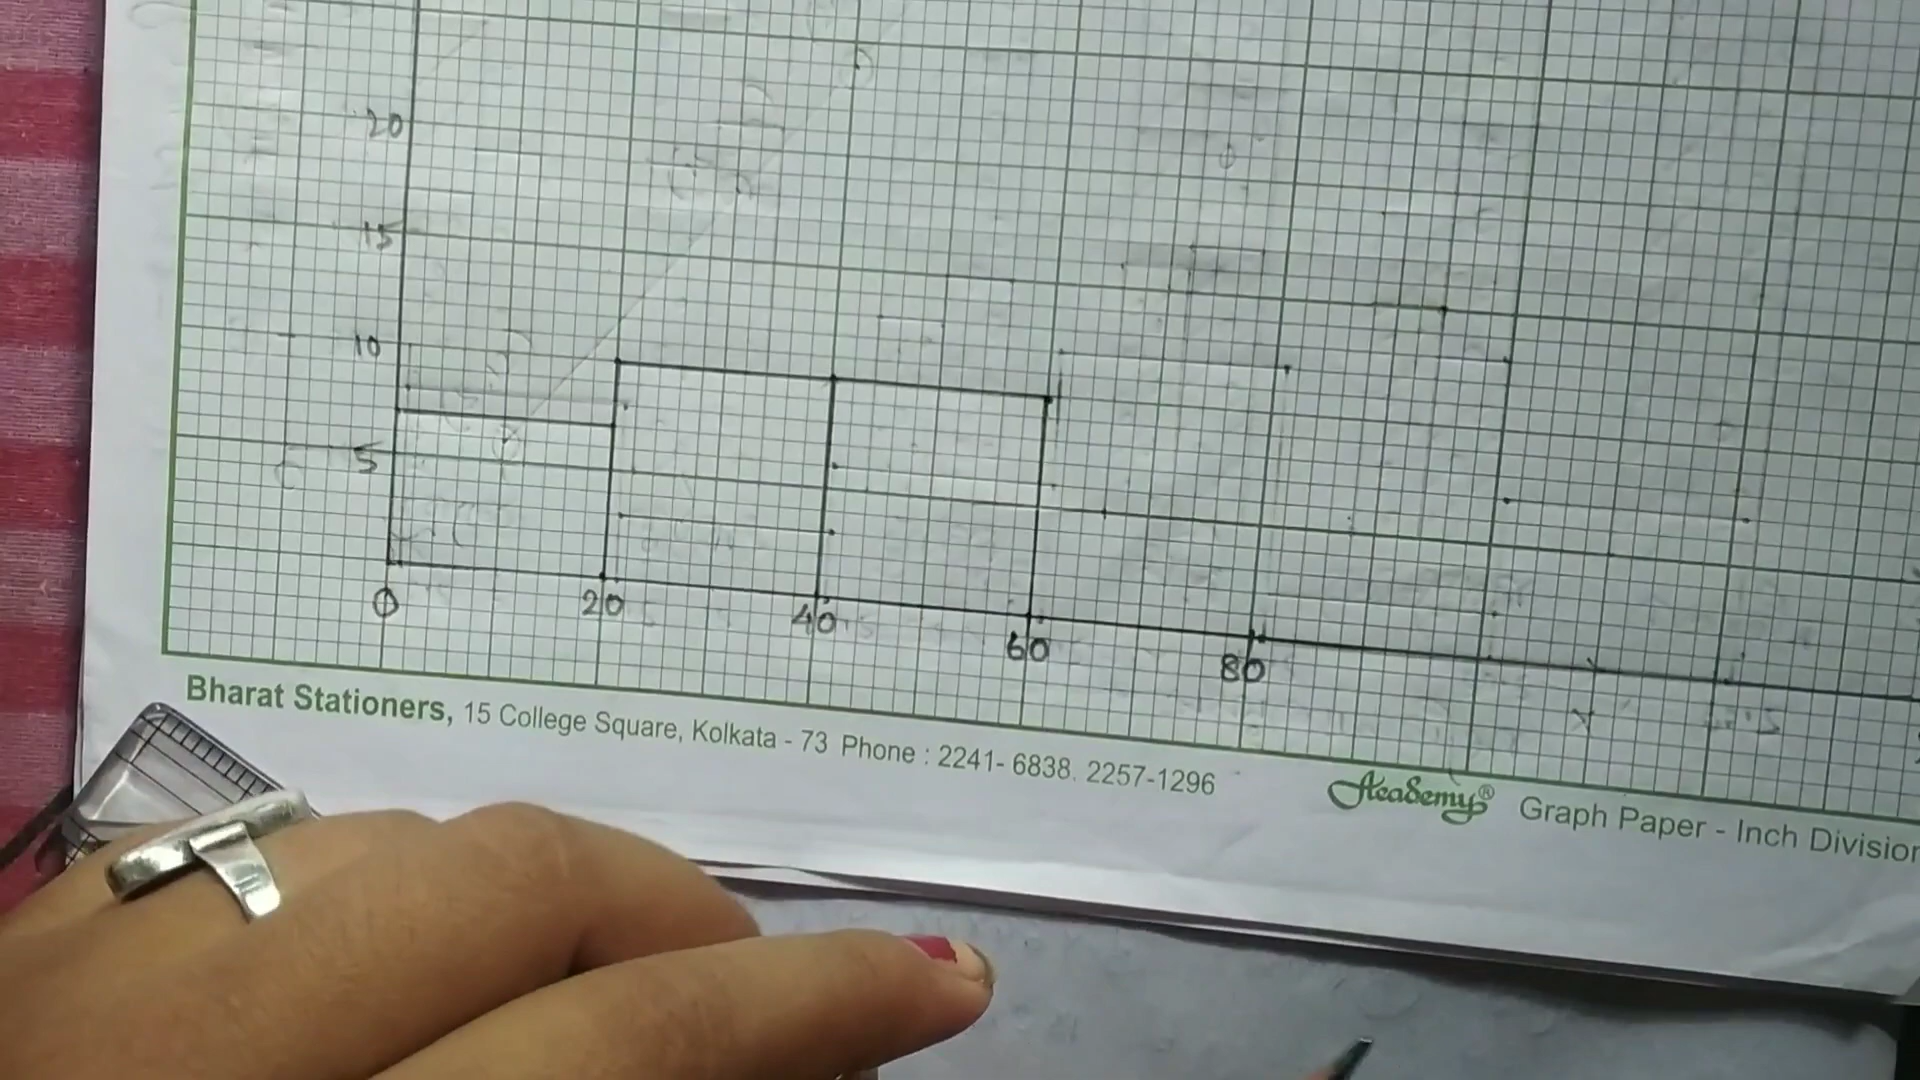 20
15
10
5
0 20 40 60 80
Bharat Stationers, 15 College Square, Kolkata - 73 Phone : 2241- 6838. 2257-1296
Academy® Graph Paper - Inch Division